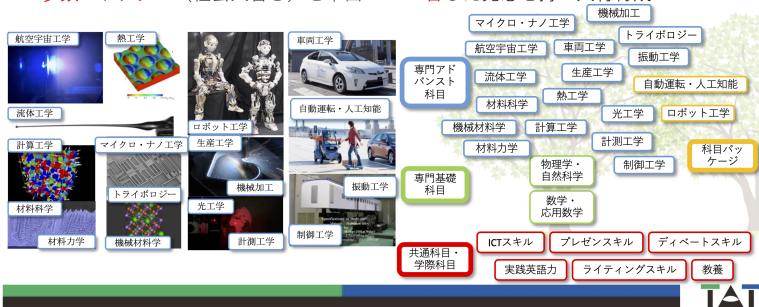 航空宇宙工学
熱工学
流体工学
計算工学
マイクロ・ナノ工学
トライボロジー
材料科学
材料力学
機械材料学
ロボット工学
生産工学
機械加工
光工学
計測工学
車両工学
自動運転・人工知能
振動工学
制御工学
専門アド
バンスト
科目
マイクロ・ナノ工学
機械加工
トライボロジー
航空宇宙工学
車両工学
振動工学
流体工学
生産工学
自動運転・人工知能
材料科学
熱工学
光工学
ロボット工学
機械材料学
計算工学
計測工学
材料力学
制御工学
科目パッ
ケージ
専門基礎
科目
物理学・
自然科学
数学・
応用数学
共通科目・
学際科目
ICTスキル
プレゼンスキル
ディベートスキル
実践英語力
ライティングスキル
教養